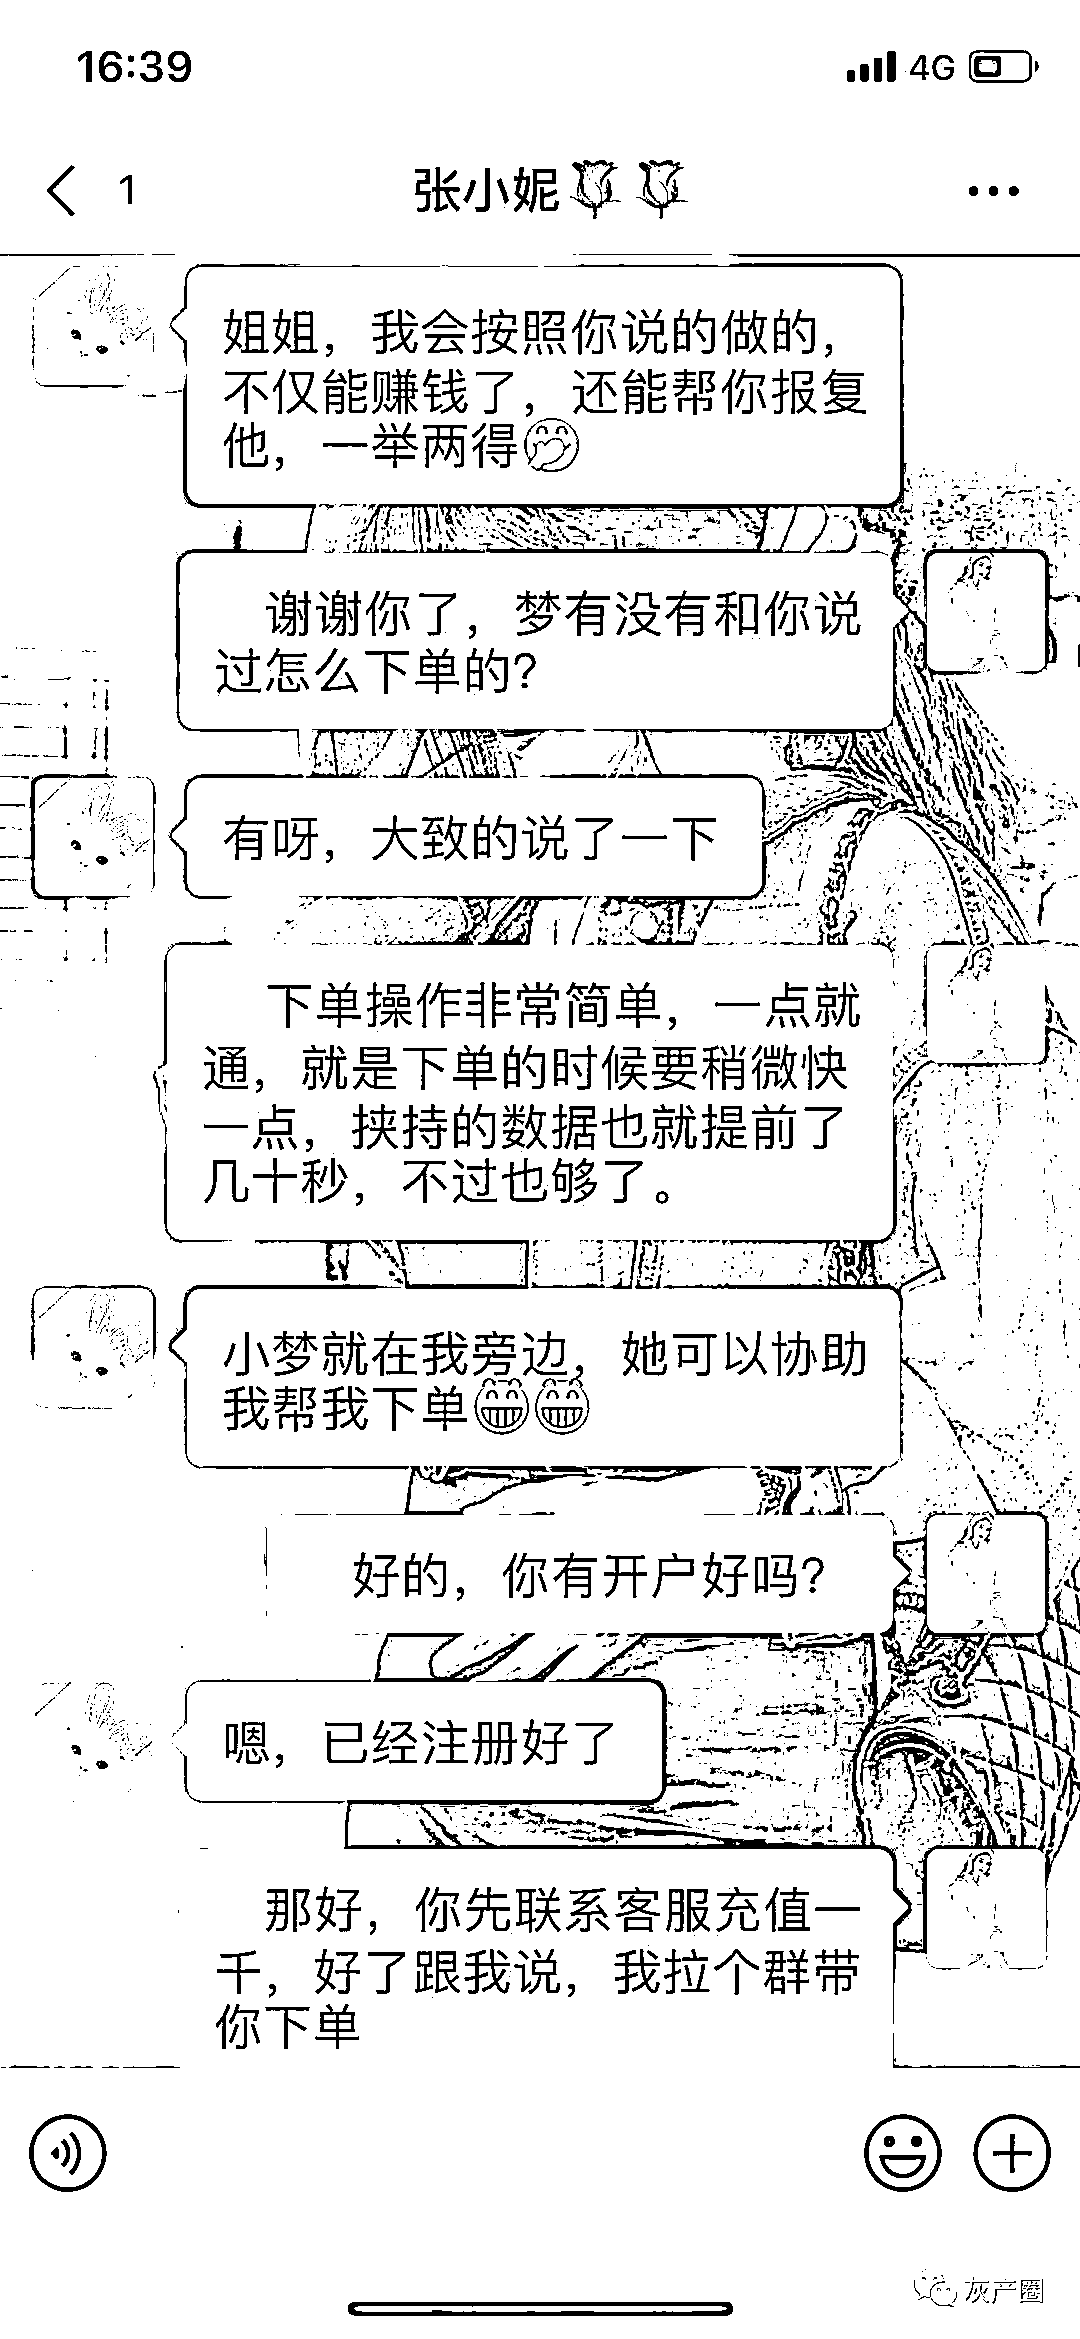 16:39
4G
1
张小妮🌹🌹
姐姐，我会按照你说的做的，
不仅能赚钱了，还能帮你报复
他，一举两得🤭
谢谢你了，梦有没有和你说
过怎么下单的？
有呀，大致的说了一下
下单操作非常简单，一点就
通，就是下单的时候要稍微快
一点，挟持的数据也就提前了
几十秒，不过也够了。
小梦就在我旁边，她可以协助
我帮我下单😁😁
好的，你有开户好吗？
嗯，已经注册好了
那好，你先联系客服充值一
千，好了跟我说，我拉个群带
你下单
灰产圈